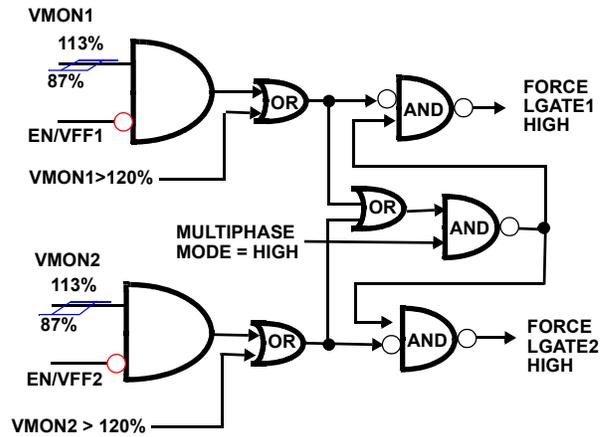 VMON1
113%
87%
EN/VFF1
VMON1>120%
OR
AND
FORCE
LGATE1
HIGH
OR
AND
MULTIPHASE
MODE = HIGH
VMON2
113%
87%
EN/VFF2
VMON2 > 120%
OR
AND
FORCE
LGATE2
HIGH